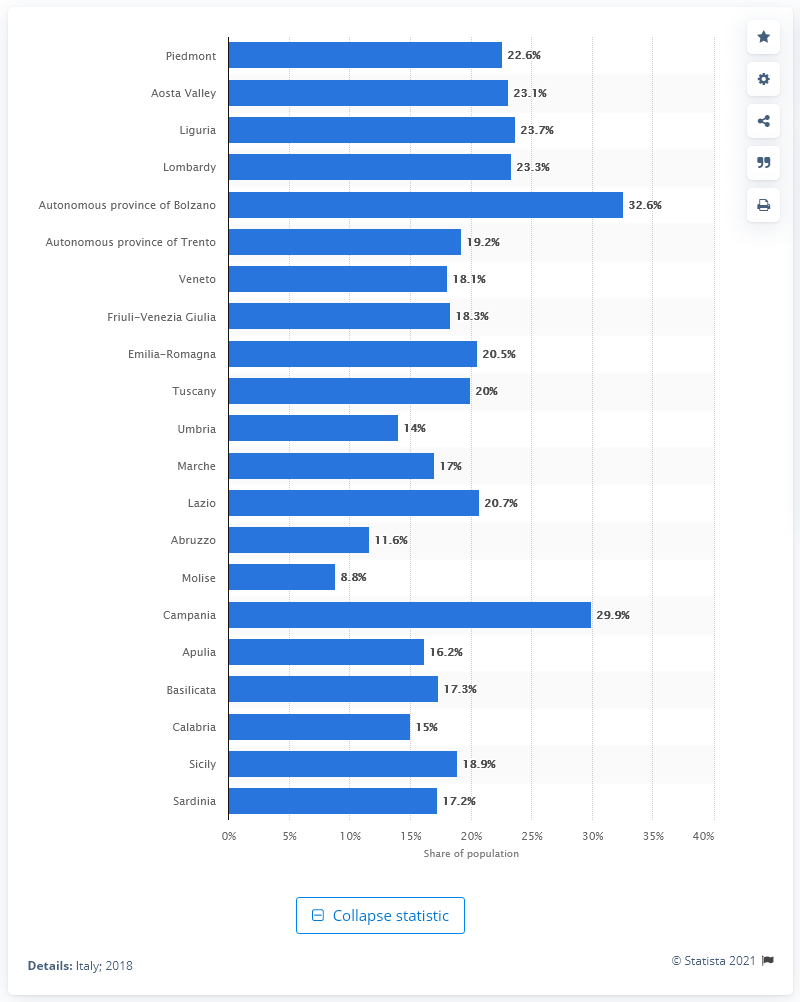 Piedmont 22.6%
Aosta Valley 23.1%
Liguria 23.7%
Lombardy 23.3%
Autonomous province of Bolzano 32.6%
Autonomous province of Trento 19.2%
Veneto 18.1%
Friuli-Venezia Giulia 18.3%
Emilia-Romagna 20.5%
Tuscany 20%
Umbria 14%
Marche 17%
Lazio 20.7%
Abruzzo 11.6%
Molise 8.8%
Campania 29.9%
Apulia 16.2%
Basilicata 17.3%
Calabria 15%
Sicily 18.9%
Sardinia 17.2%
0% 5% 10% 15% 20% 25% 30% 35% 40%
Share of population
Collapse statistic
Details: Italy; 2018
© Statista 2021